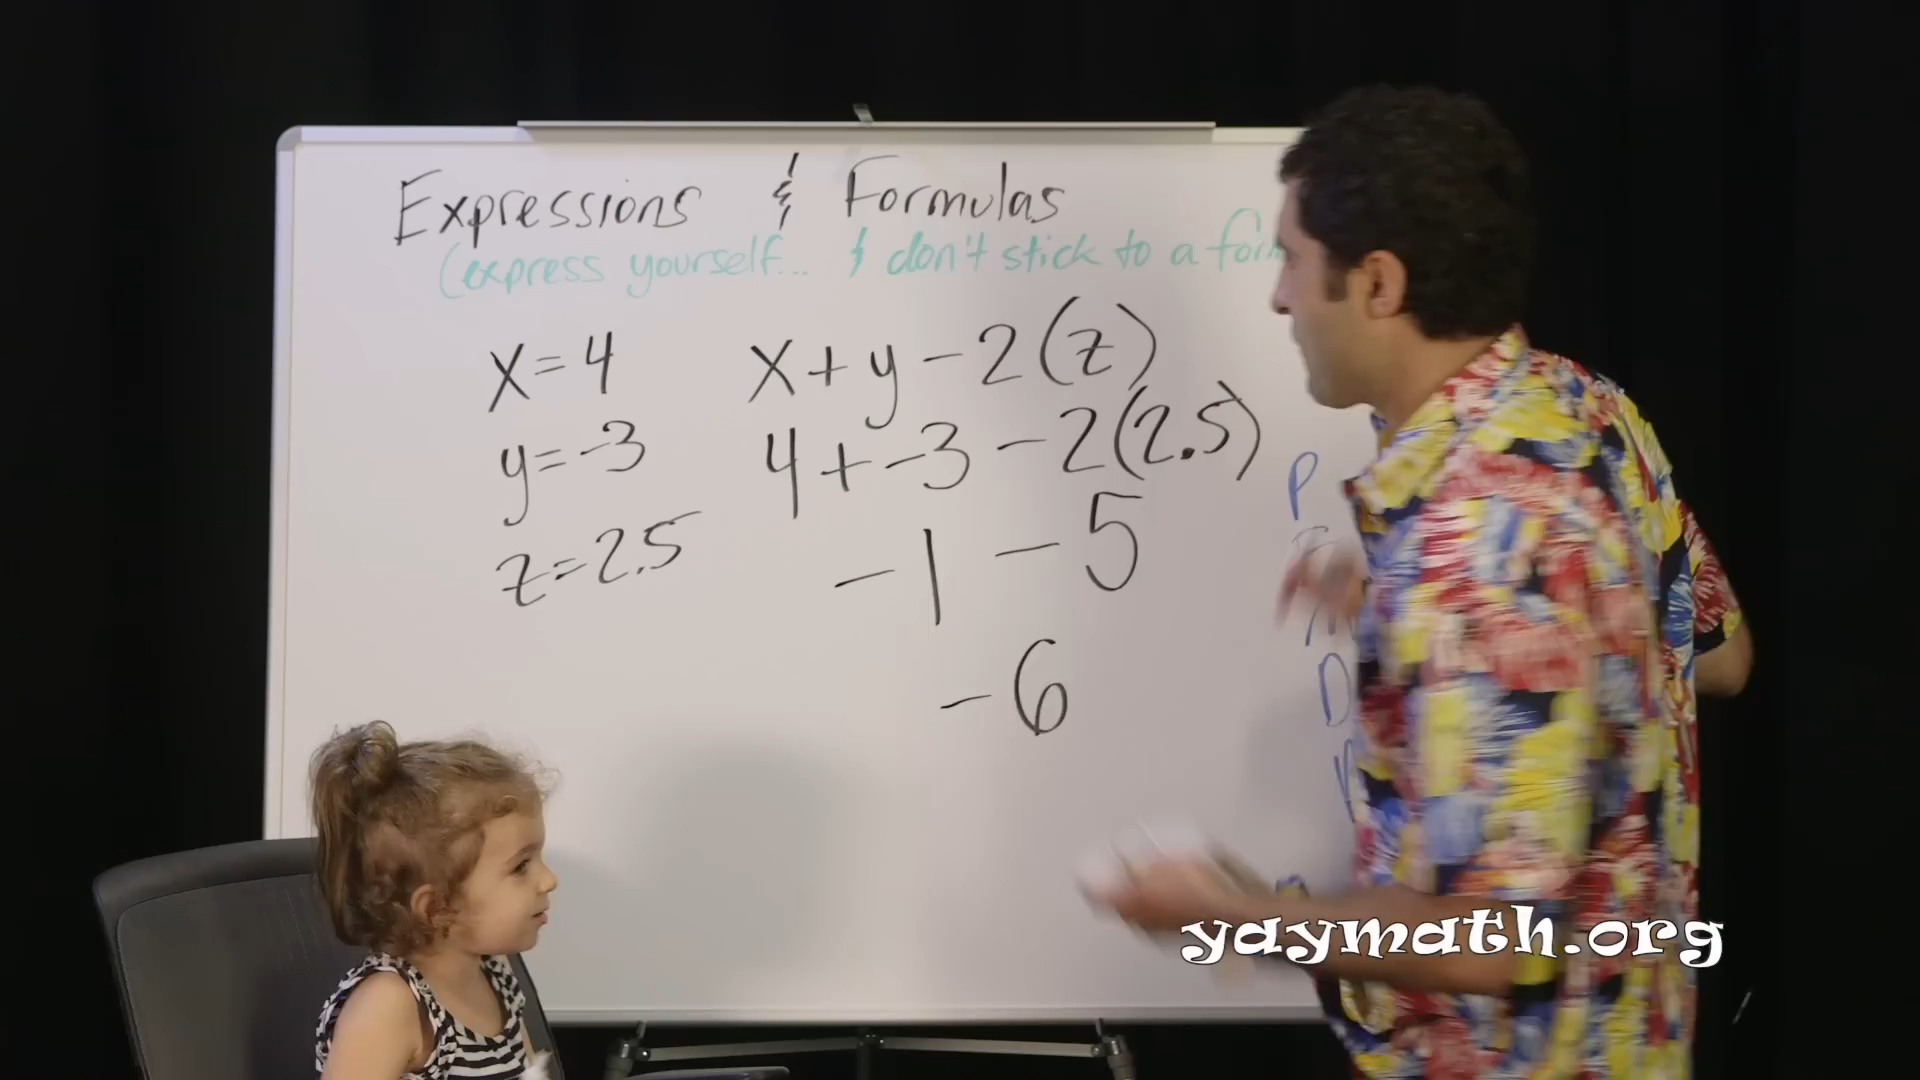 Expressions & Formulas
(express yourself... & don't stick to a form
x=4
y=-3
z=2.5
x+y-2(z)
4+-3-2(2.5)
-1-5
-6
P
D
yaymath.org